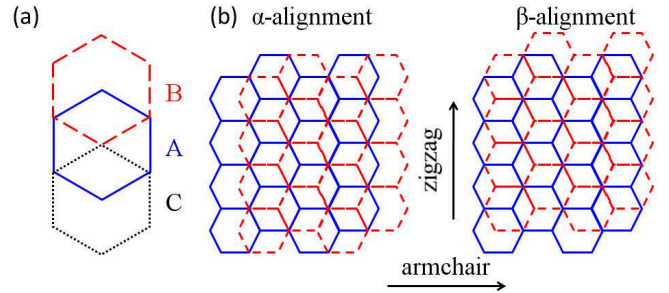 (a)
B
A
C
(b) α-alignment
β-alignment
zigzag
armchair